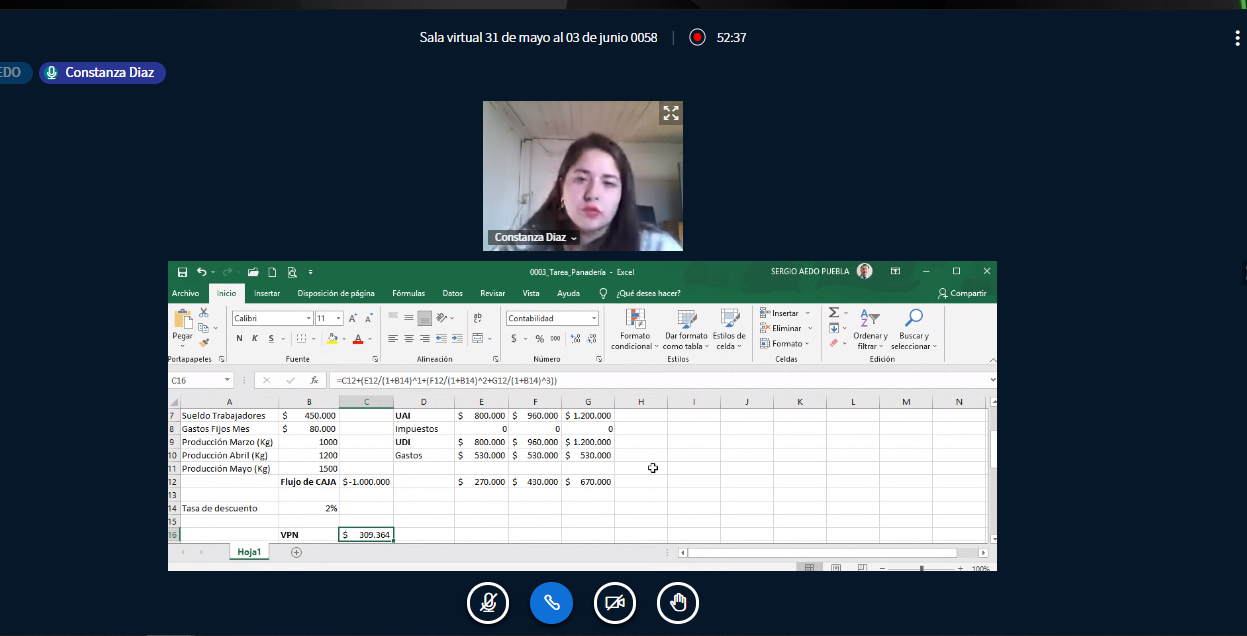 Sala virtual 31 de mayo al 03 de junio 0058 | 52:37
EDO Constanza Diaz
Constanza Diaz
0003_Tarea_Panadería - Excel SERGIO AEDO PUEBLA
Archivo Inicio Insertar Disposición de página Fórmulas Datos Revisar Vista Ayuda ¿Qué desea hacer? Compartir
Pegar
Calibri 11
N K S
Contabilidad
$ % 000
Formato condicional
Dar formato como tabla
Estilos de celda
Insertar
Eliminar
Formato
Ordenar y filtrar
Buscar y seleccionar
Portapapeles Fuente Alineación Número Estilos Celdas Edición
C16 fx =C12+(E12/(1+B14)^1+(F12/(1+B14)^2+G12/(1+B14)^3))
A B C D E F G H I J K L M N
7 Sueldo Trabajadores $ 450.000 UAI $ 800.000 $ 960.000 $ 1.200.000
8 Gastos Fijos Mes $ 80.000 Impuestos 0 0 0
9 Producción Marzo (Kg) 1000 UDI $ 800.000 $ 960.000 $ 1.200.000
10 Producción Abril (Kg) 1200 Gastos $ 530.000 $ 530.000 $ 530.000
11 Producción Mayo (Kg) 1500
12 Flujo de CAJA $-1.000.000 $ 270.000 $ 430.000 $ 670.000
13
14 Tasa de descuento 2%
15
16 VPN $ 309.364
Hoja1
100%